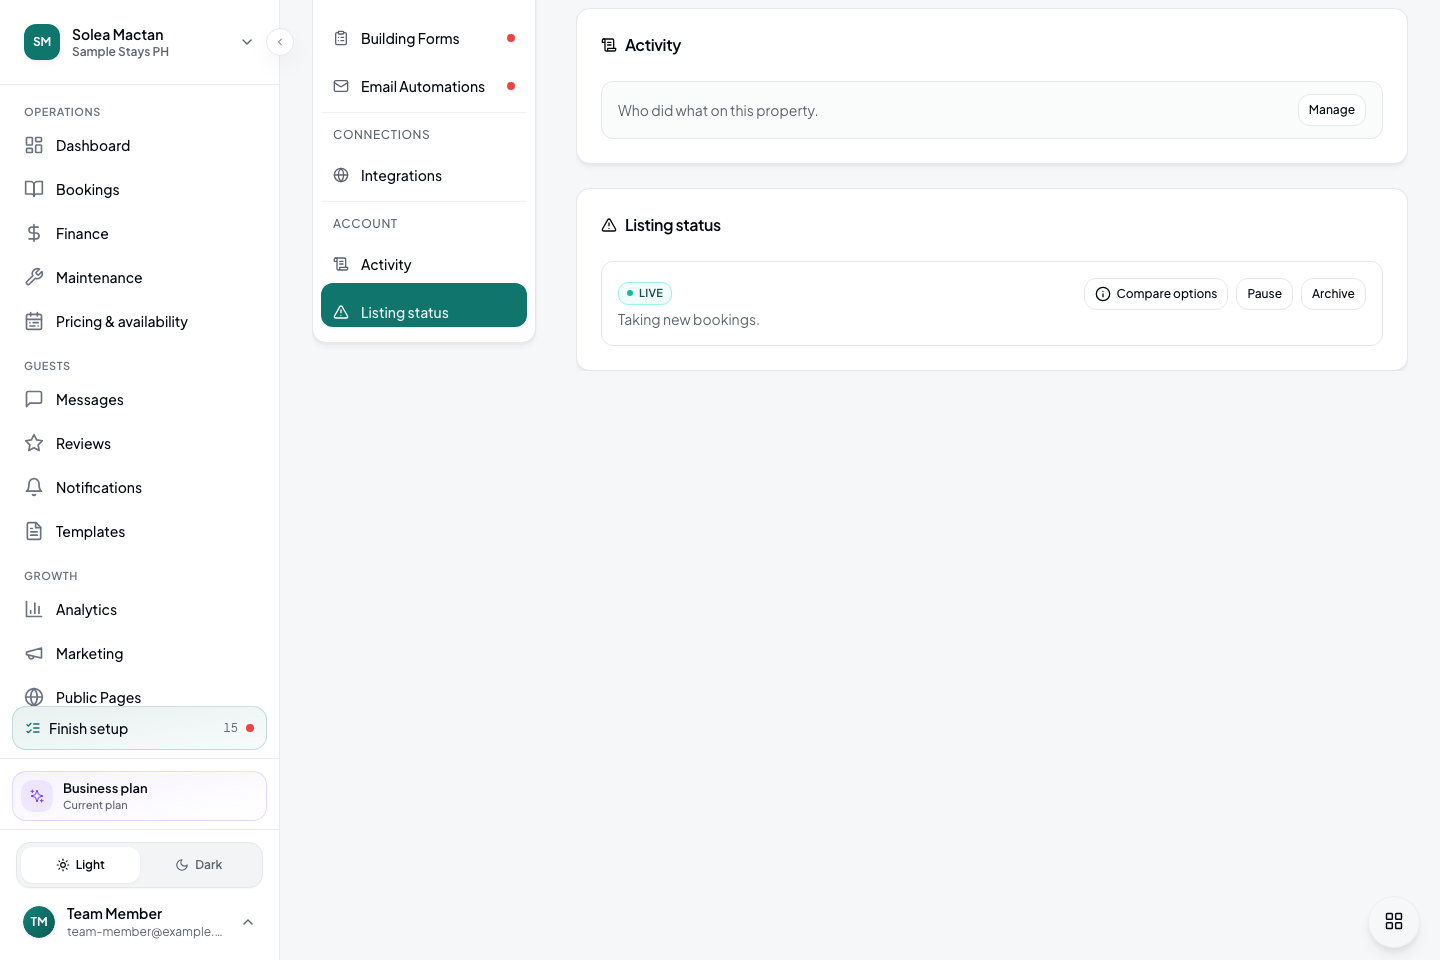 SM
Solea Mactan
Sample Stays PH
OPERATIONS
Dashboard
Bookings
Finance
Maintenance
Pricing & availability
GUESTS
Messages
Reviews
Notifications
Templates
GROWTH
Analytics
Marketing
Public Pages
Finish setup 15
Business plan
Current plan
Light Dark
TM
Team Member
team-member@example....
Building Forms
Email Automations
CONNECTIONS
Integrations
ACCOUNT
Activity
Listing status
Activity
Who did what on this property.
Manage
Listing status
LIVE
Taking new bookings.
Compare options
Pause
Archive